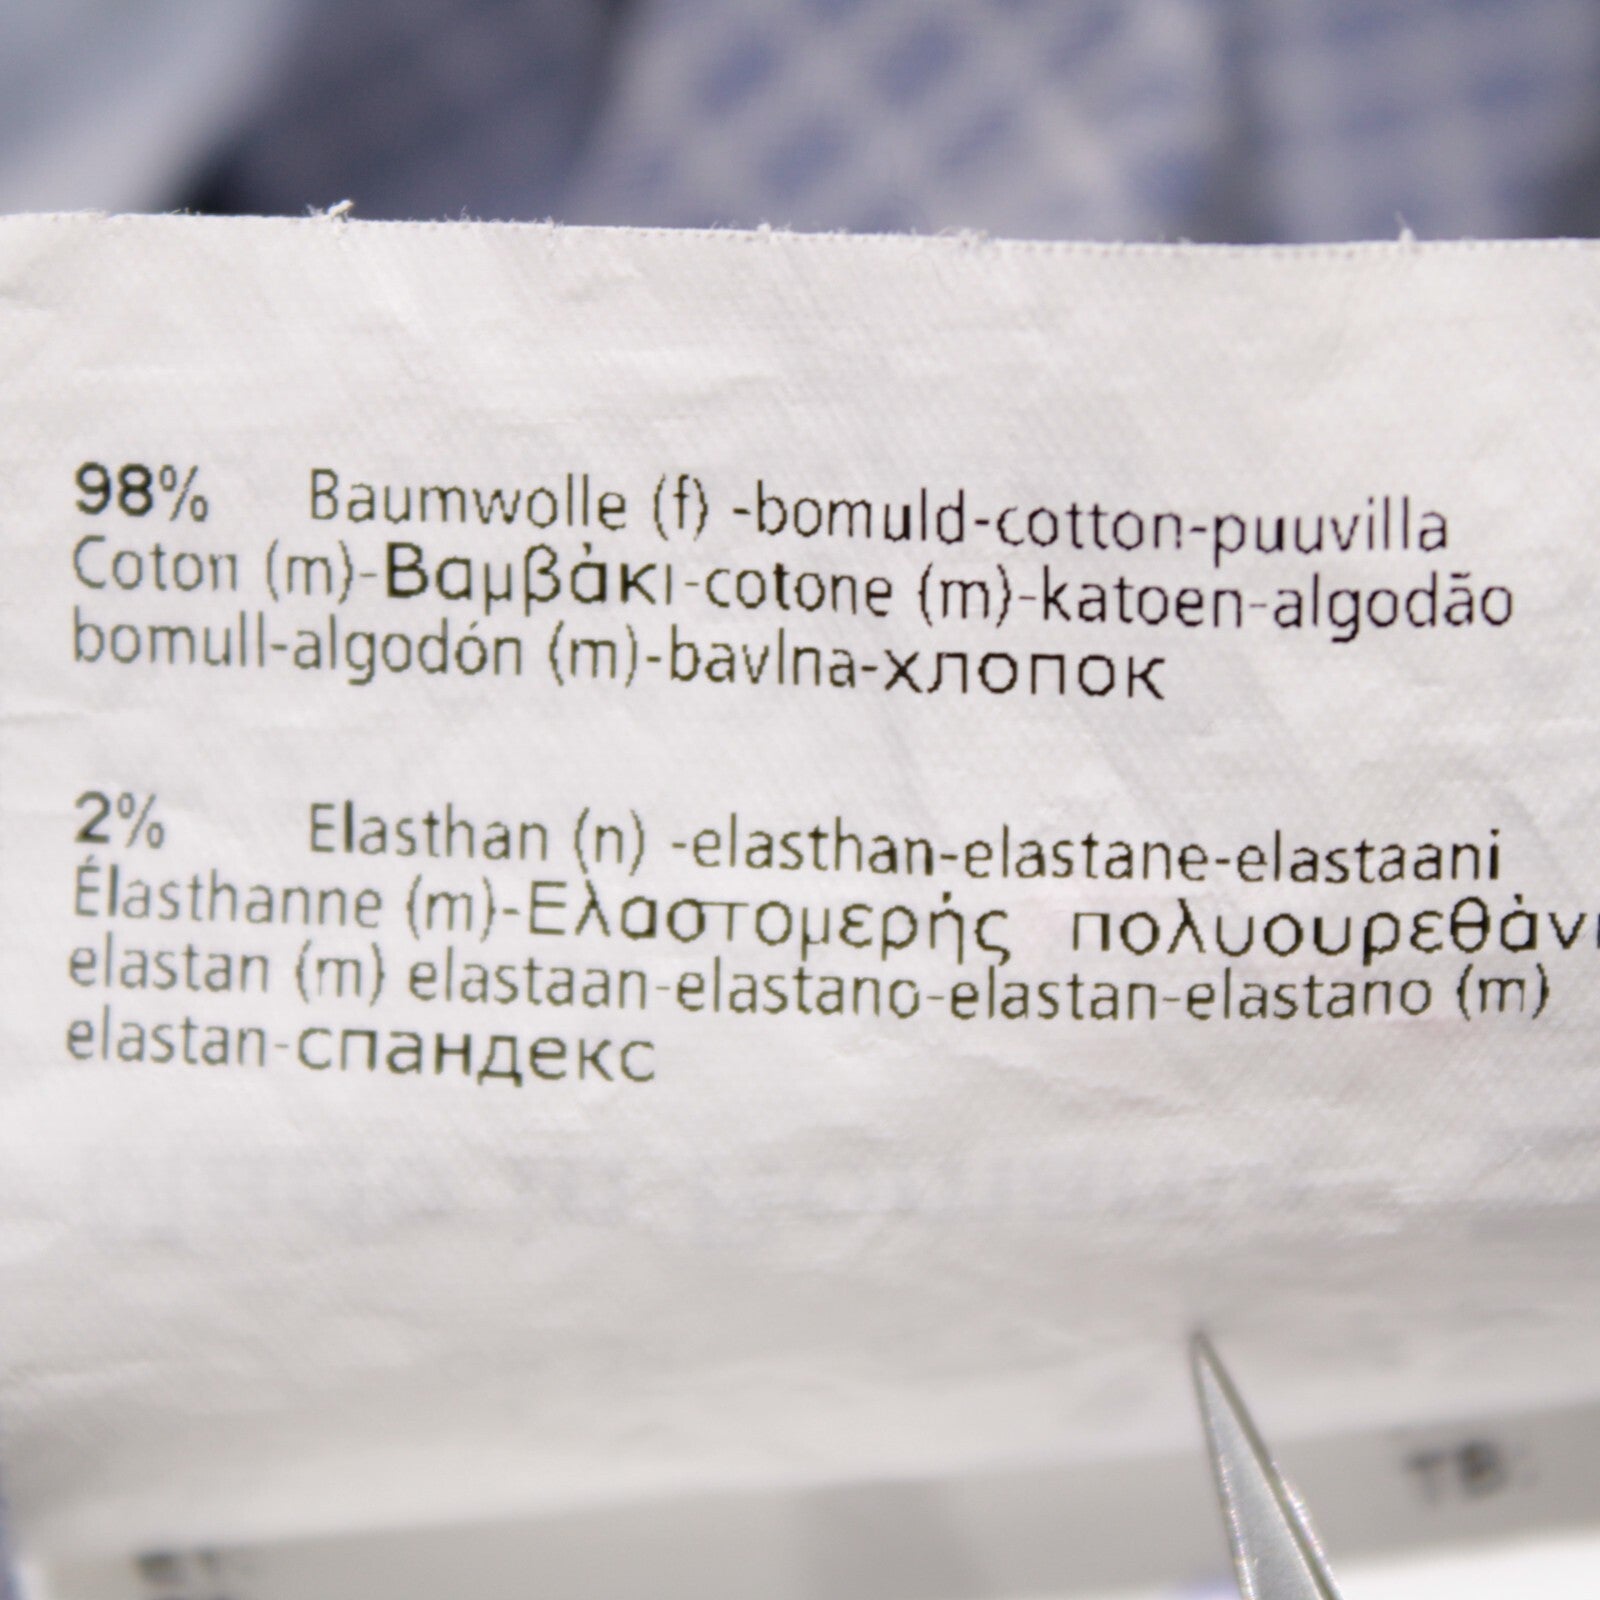 98% Baumwolle (f) -bomuld-cotton-puuvilla
Coton (m)-Βαμβάκι-cotone (m)-katoen-algodão
bomull-algodón (m)-bavlna-хлопок
2% Elasthan (n) -elasthan-elastane-elastaani
Élasthanne (m)-Ελαστομερής
elastan (m) elastaan-elastano-elastan-elastano (m)
elastan-спандекс